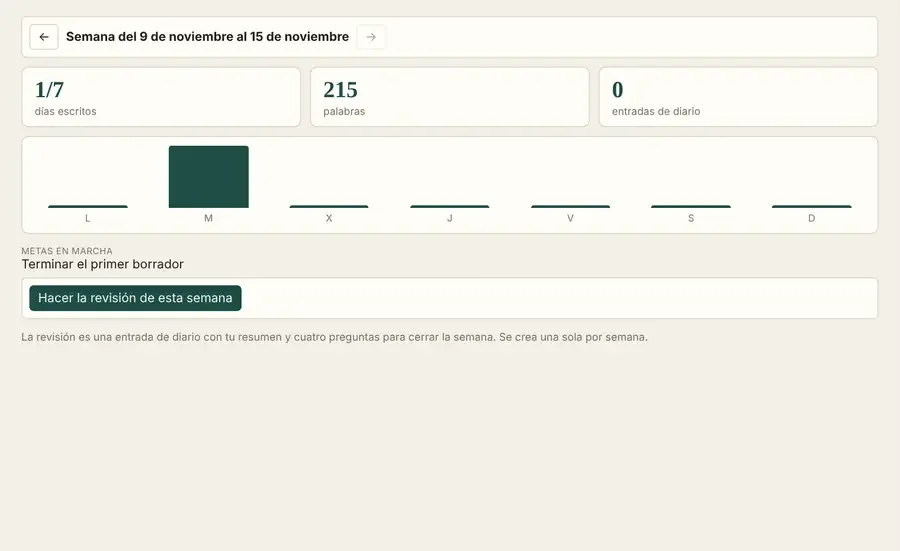 ← Semana del 9 de noviembre al 15 de noviembre →
1/7
días escritos
215
palabras
0
entradas de diario
L M X J V S D
METAS EN MARCHA
Terminar el primer borrador
Hacer la revisión de esta semana
La revisión es una entrada de diario con tu resumen y cuatro preguntas para cerrar la semana. Se crea una sola por semana.